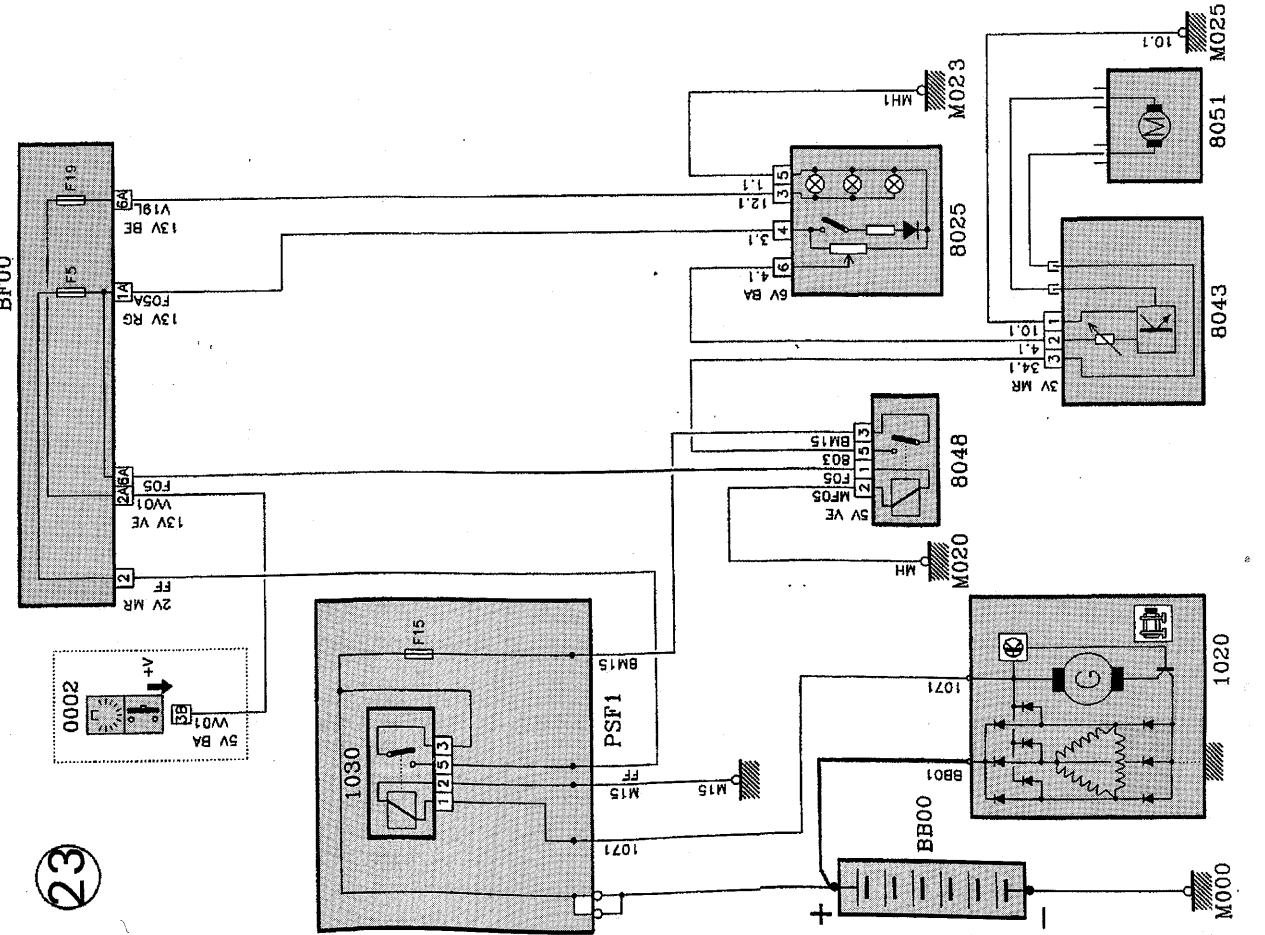 BF00
F19
6A
V19L
13V BE
F5
1A
F05A
13V RG
6A
F05
2A
VV01
13V VE
2
FF
2V MR
0002
+V
3B
VV01
5V BA
23
1030
3
5
2
1
F15
BM15
PSF1
FF
M15
M15
1071
MH1
M023
5
1.1
3
12.1
4
3.1
6
4.1
6V BA
8025
10.1
M025
M
8051
1
10.1
2
4.1
3
34.1
3V MR
8043
3
BM15
5
803
1
F05
2
MF05
5V VE
8048
MH
M020
1071
G
1020
BB01
BB00
+
−
M000